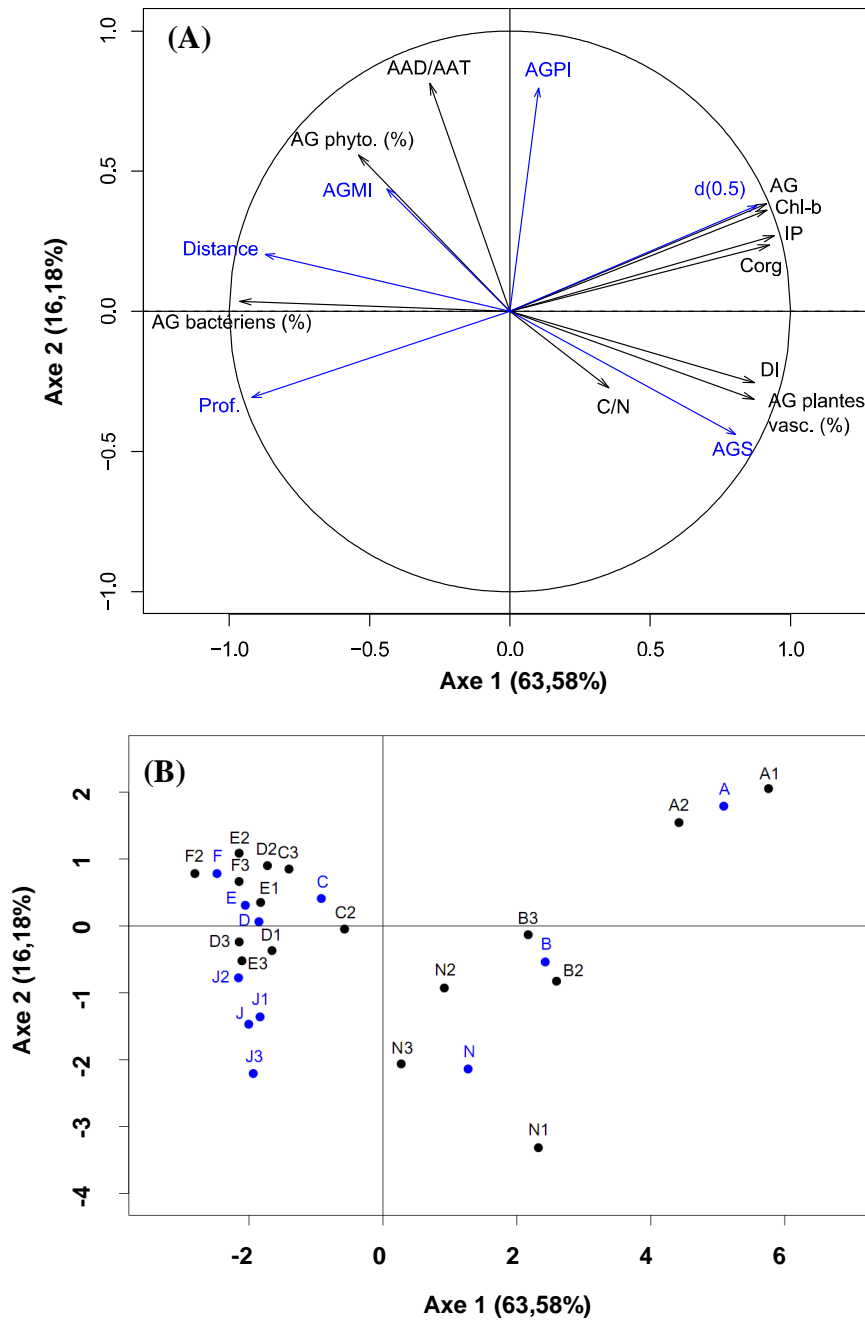 (A)
AAD/AAT
AGPI
AG phyto. (%)
AGMI
d(0.5)
AG
Chl-b
IP
Corg
Distance
AG bactériens (%)
Prof.
DI
C/N
AG plantes
vasc. (%)
AGS
1.0
0.5
0.0
−0.5
−1.0
Axe 2 (16,18%)
−1.0
−0.5
0.0
0.5
1.0
Axe 1 (63,58%)
(B)
A1
A
A2
E2
D2
C3
F2
F
F3
E1
C
E
D
C2
B3
B
B2
D3
D1
E3
J2
J1
J
J3
N2
N3
N
N1
2
1
0
-1
-2
-3
-4
Axe 2 (16,18%)
-2
0
2
4
6
Axe 1 (63,58%)